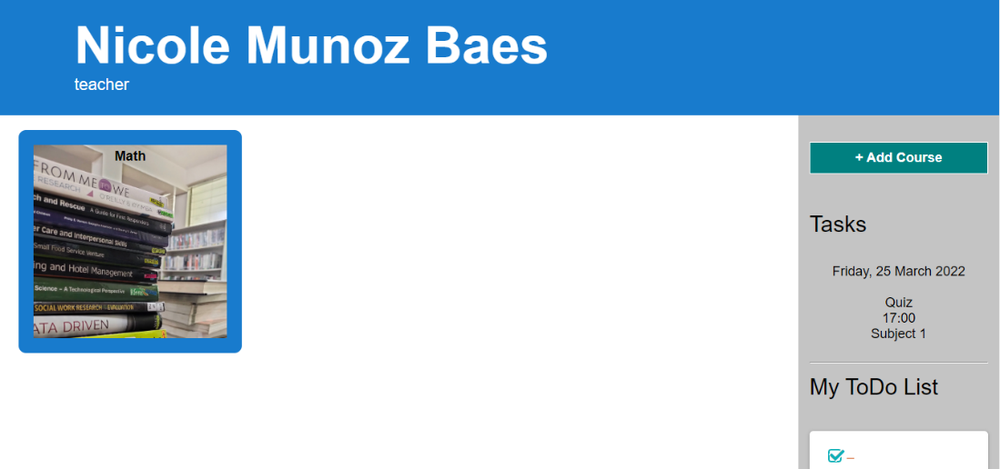 Nicole Munoz Baes
teacher
Math
FROM ME TO WE
RESEARCH
ch and Rescue A Guide for First Responders
er Care and Interpersonal Skills
Small Food Service Venture
ing and Hotel Management
Science – A Technological Perspective
SOCIAL WORK RESEARCH EVALUATION
ATA DRIVEN
+ Add Course
Tasks
Friday, 25 March 2022
Quiz
17:00
Subject 1
My ToDo List
–